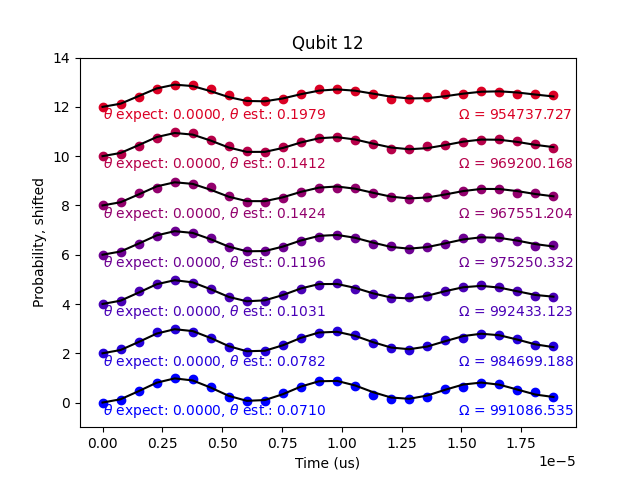 Qubit 12
14
12
10
8
6
4
2
0
Probability, shifted
θ expect: 0.0000, θ est.: 0.1979 Ω = 954737.727
θ expect: 0.0000, θ est.: 0.1412 Ω = 969200.168
θ expect: 0.0000, θ est.: 0.1424 Ω = 967551.204
θ expect: 0.0000, θ est.: 0.1196 Ω = 975250.332
θ expect: 0.0000, θ est.: 0.1031 Ω = 992433.123
θ expect: 0.0000, θ est.: 0.0782 Ω = 984699.188
θ expect: 0.0000, θ est.: 0.0710 Ω = 991086.535
0.00 0.25 0.50 0.75 1.00 1.25 1.50 1.75
Time (us)
1e−5